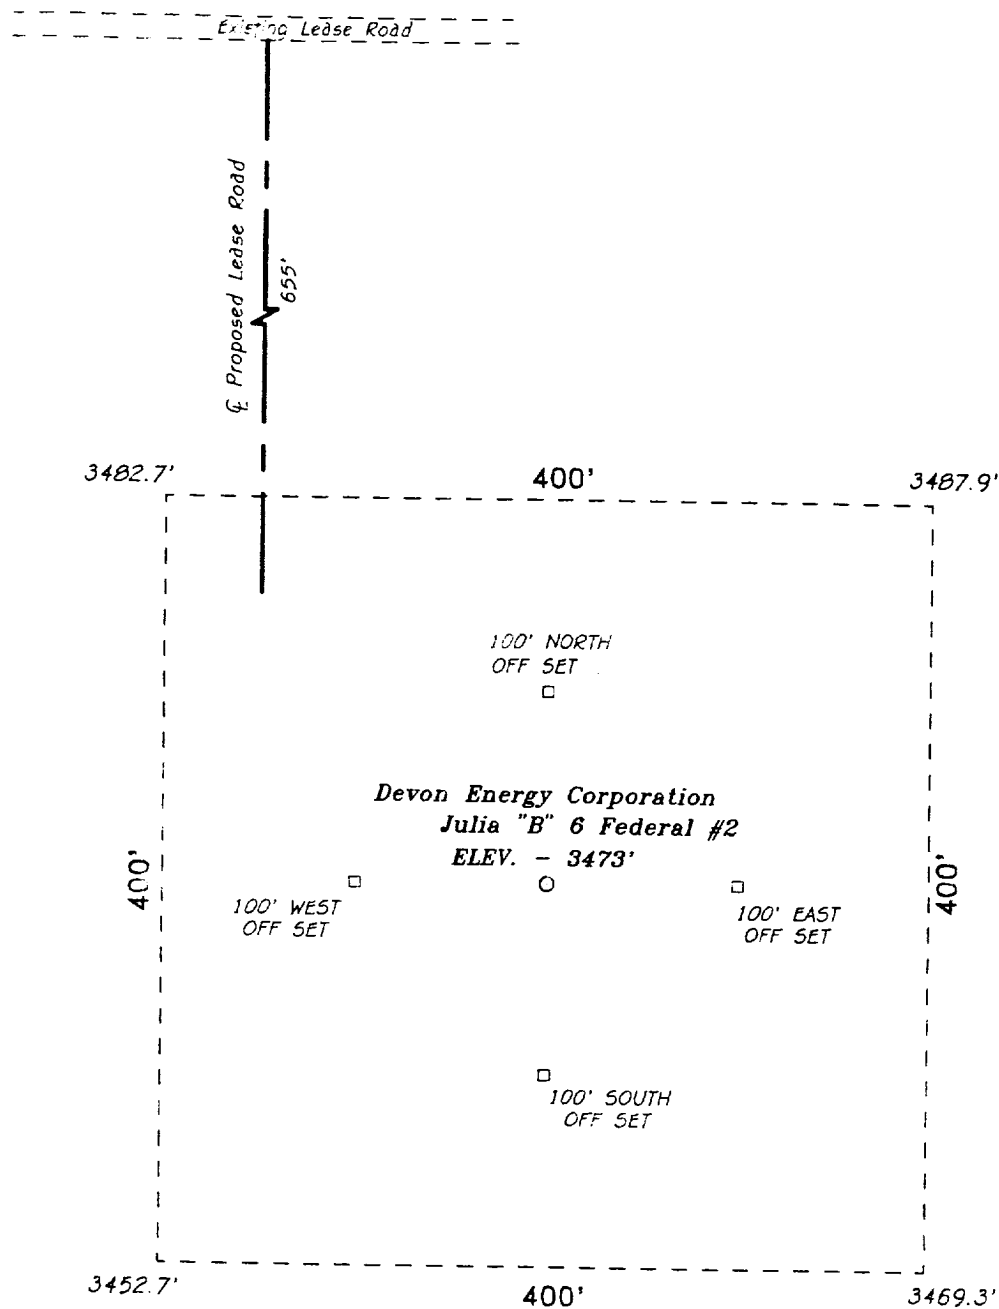 Existing Lease Road
℄ Proposed Lease Road
655'
3482.7'
400'
3487.9'
100' NORTH
OFF SET
Devon Energy Corporation
Julia "B" 6 Federal #2
ELEV. - 3473'
400'
400'
100' WEST
OFF SET
100' EAST
OFF SET
100' SOUTH
OFF SET
3452.7'
400'
3469.3'